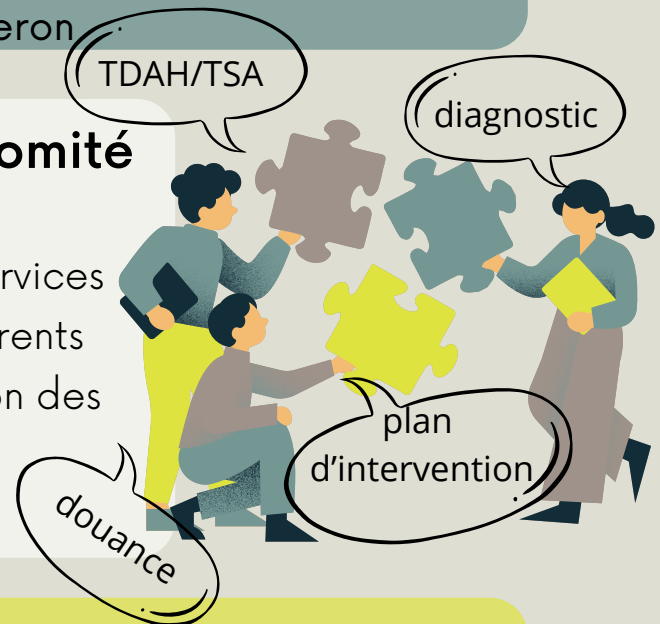 eron
TDAH/TSA
diagnostic
omité
rvices
rents
on des
plan
d’intervention
douance